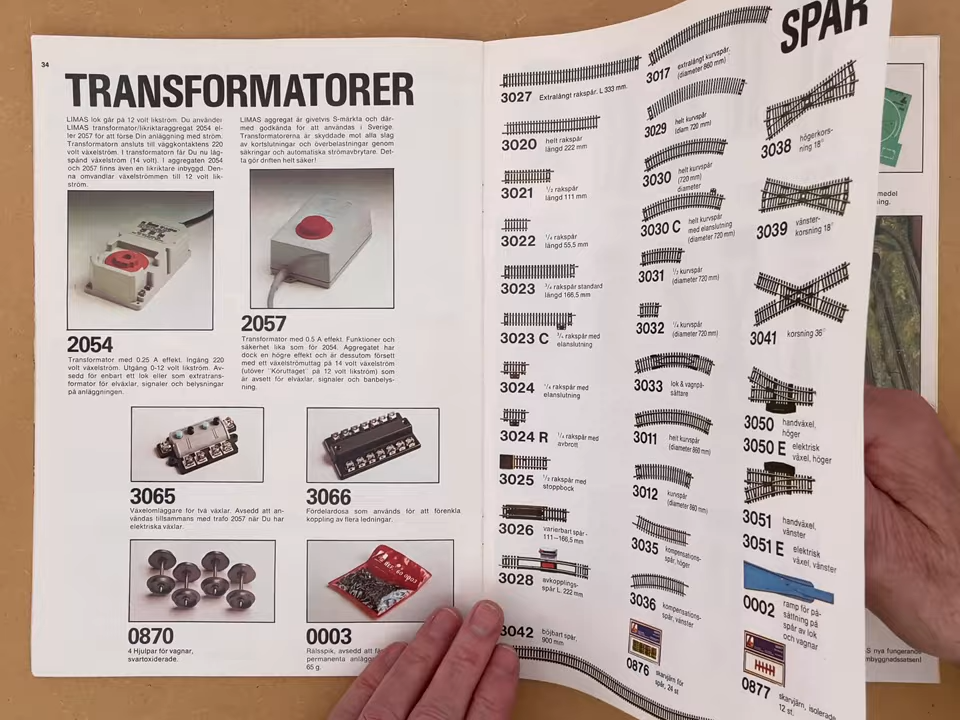 34
TRANSFORMATORER
LIMAS lok går på 12 volt likström. Du använder
LIMAS transformator/likriktaraggregat 2054 el-
ler 2057 för att förse Din anläggning med ström.
Transformatorn ansluts till väggkontaktens 220
volt växelström. I transformatorn får Du nu låg-
spänd växelström (14 volt). I aggregaten 2054
och 2057 finns även en likriktare inbyggd. Den-
na omvandlar växelströmmen till 12 volt lik-
ström.
LIMAS aggregat är givetvis S-märkta och där-
med godkända för att användas i Sverige.
Transformatorerna är skyddade mot alla slag
av kortslutningar och överbelastningar genom
säkringar och automatiska strömavbrytare. Det-
ta gör driften helt säker!
2054
Transformator med 0.25 A effekt. Ingång 220
volt växelström. Utgång 0-12 volt likström. Av-
sedd för enbart ett lok eller som extratrans-
formator för elväxlar, signaler och belysningar
på anläggningen.
2057
Transformator med 0.5 A effekt. Funktioner och
säkerhet lika som för 2054. Aggregatet har
dock en högre effekt och är dessutom försett
med ett växelströmuttag på 14 volt växelström
(utöver "Köruttaget" på 12 volt likström) som
är avsett för elväxlar, signaler och banbelys-
ning.
3065
Växelomläggare för två växlar. Avsedd att an-
vändas tillsammans med trafo 2057 när Du har
elektriska växlar.
3066
Fördelardosa som används för att förenkla
koppling av flera ledningar.
0870
4 Hjulpar för vagnar,
svartoxiderade.
0003
Rälsspik, avsedd att fä
permanenta anläggn
65 g.
SPÅR
3027 Extralångt rakspår. L 333 mm.
3020 helt rakspår
längd 222 mm
3021 1/2 rakspår
längd 111 mm
3022 1/4 rakspår
längd 55,5 mm
3023 3/4 rakspår standard
längd 166,5 mm
3023 C 3/4 rakspår med
elanslutning
3024 1/4 rakspår med
elanslutning
3024 R 1/4 rakspår med
avbrott
3025 1/2 rakspår med
stoppbock
3026 varierbart spår-
111–166,5 mm
3028 avkopplings-
spår L. 222 mm
3042 böjbart spår,
900 mm
3017 extralångt kurvspår.
(diameter 860 mm)
3029 helt kurvspår
(diam 720 mm)
3030 helt kurvspår
(720 mm)
diameter
3030 C helt kurvspår
med elanslutning
(diameter 720 mm)
3031 1/2 kurvspår
(diameter 720 mm)
3032 1/4 kurvspår
(diameter 720 mm)
3033 lok & vagnpå-
sättare
3011 helt kurvspår
(diameter 860 mm)
3012 kurvspår
(diameter 860 mm)
3035 kompensations-
spår, höger
3036 kompensations-
spår, vänster
0876 skarvjärn för
spår, 24 st
3038 högerkors-
ning 18°
3039 vänster-
korsning 18°
3041 korsning 36°
3050 handväxel,
höger
3050 E elektrisk
växel, höger
3051 handväxel,
vänster
3051 E elektrisk
växel, vänster
0002 ramp för på-
sättning på
spår av lok
och vagnar
0877 skarvjärn, isolerade
12 st.
medel
ning.
S nya fungerande
mbyggnadssatsen!